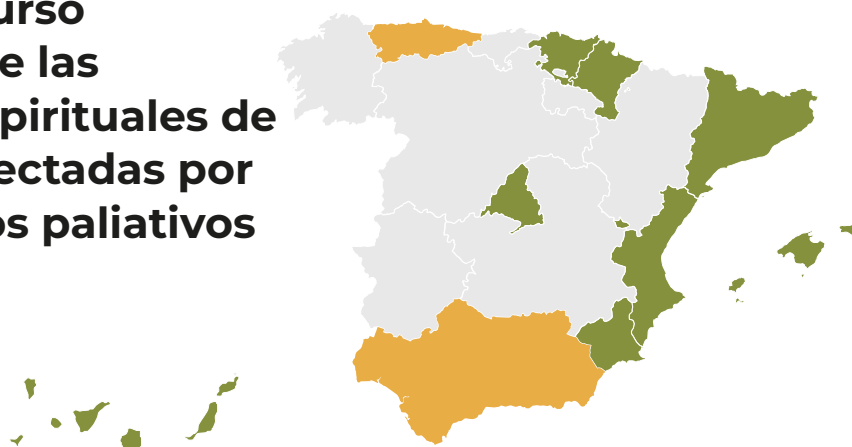 urso
e las
pirituales de
ectadas por
os paliativos